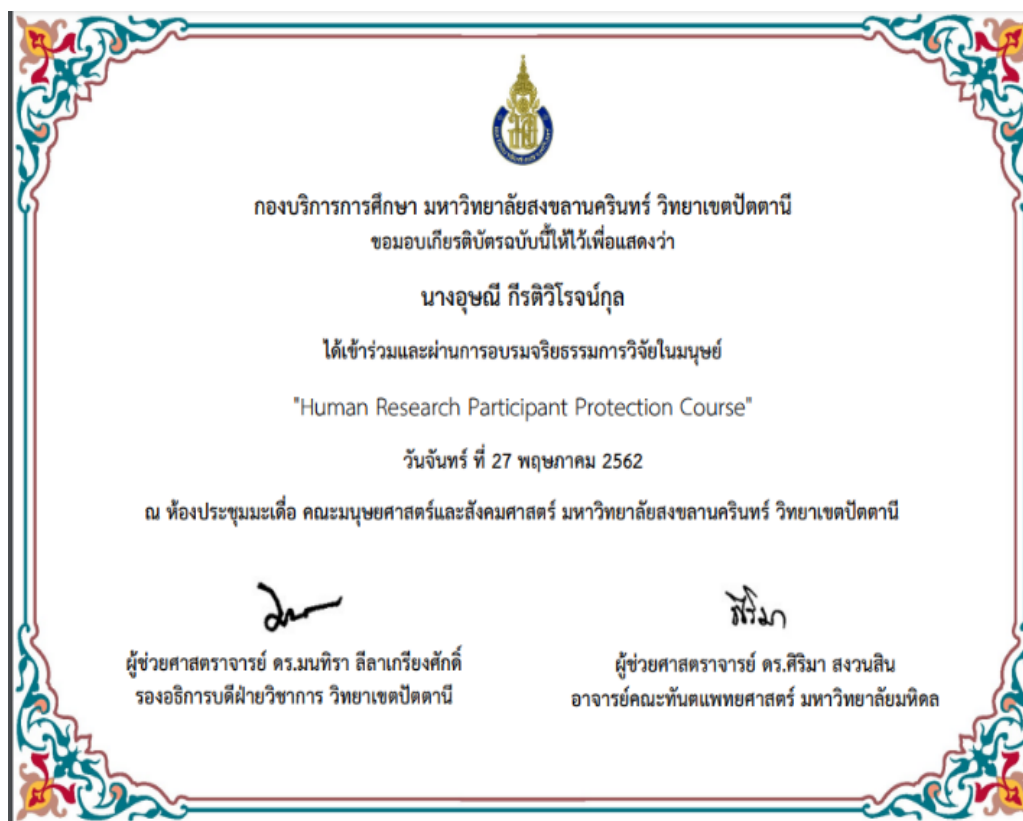 กองบริการการศึกษา มหาวิทยาลัยสงขลานครินทร์ วิทยาเขตปัตตานี
ขอมอบเกียรติบัตรฉบับนี้ให้ไว้เพื่อแสดงว่า
นางอุษณี กีรติวิโรจน์กุล
ได้เข้าร่วมและผ่านการอบรมจริยธรรมการวิจัยในมนุษย์
"Human Research Participant Protection Course"
วันจันทร์ ที่ 27 พฤษภาคม 2562
ณ ห้องประชุมมะเดื่อ คณะมนุษยศาสตร์และสังคมศาสตร์ มหาวิทยาลัยสงขลานครินทร์ วิทยาเขตปัตตานี
ศิริมา
ผู้ช่วยศาสตราจารย์ ดร.มนทิรา ลีลาเกรียงศักดิ์
รองอธิการบดีฝ่ายวิชาการ วิทยาเขตปัตตานี
ผู้ช่วยศาสตราจารย์ ดร.ศิริมา สงวนสิน
อาจารย์คณะทันตแพทยศาสตร์ มหาวิทยาลัยมหิดล